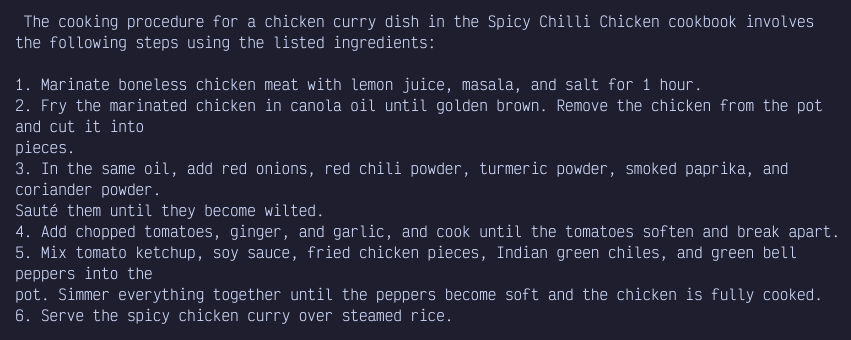 The cooking procedure for a chicken curry dish in the Spicy Chilli Chicken cookbook involves
the following steps using the listed ingredients:

1. Marinate boneless chicken meat with lemon juice, masala, and salt for 1 hour.
2. Fry the marinated chicken in canola oil until golden brown. Remove the chicken from the pot
and cut it into
pieces.
3. In the same oil, add red onions, red chili powder, turmeric powder, smoked paprika, and
coriander powder.
Sauté them until they become wilted.
4. Add chopped tomatoes, ginger, and garlic, and cook until the tomatoes soften and break apart.
5. Mix tomato ketchup, soy sauce, fried chicken pieces, Indian green chiles, and green bell
peppers into the
pot. Simmer everything together until the peppers become soft and the chicken is fully cooked.
6. Serve the spicy chicken curry over steamed rice.